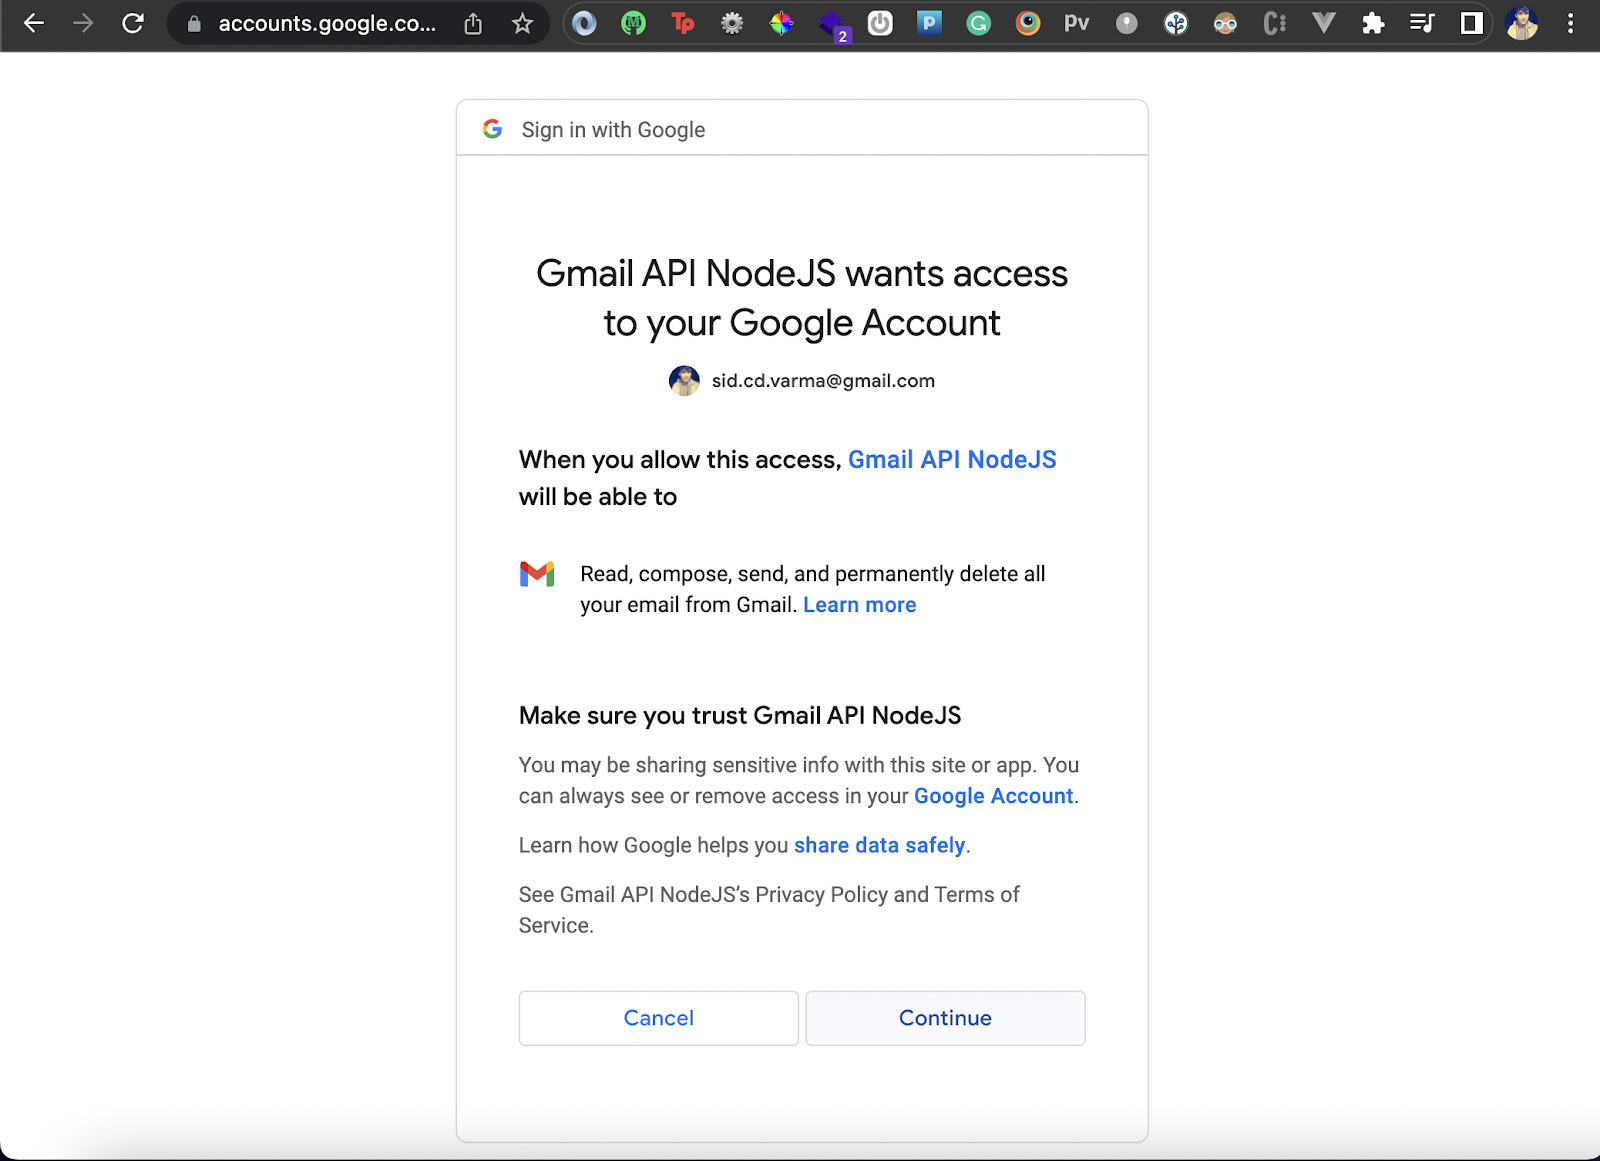 accounts.google.co...
Tp
2
P
G
Pv
C
Sign in with Google
Gmail API NodeJS wants access
to your Google Account
sid.cd.varma@gmail.com
When you allow this access, Gmail API NodeJS
will be able to
Read, compose, send, and permanently delete all
your email from Gmail. Learn more
Make sure you trust Gmail API NodeJS
You may be sharing sensitive info with this site or app. You
can always see or remove access in your Google Account.
Learn how Google helps you share data safely.
See Gmail API NodeJS’s Privacy Policy and Terms of
Service.
Cancel
Continue